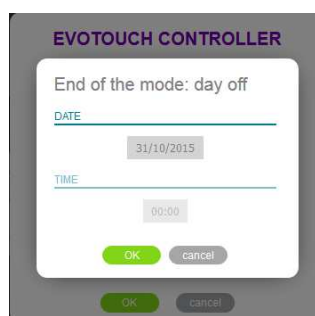 EVOTOUCH CONTROLLER
End of the mode: day off
DATE
31/10/2015
TIME
00:00
OK cancel
OK cancel